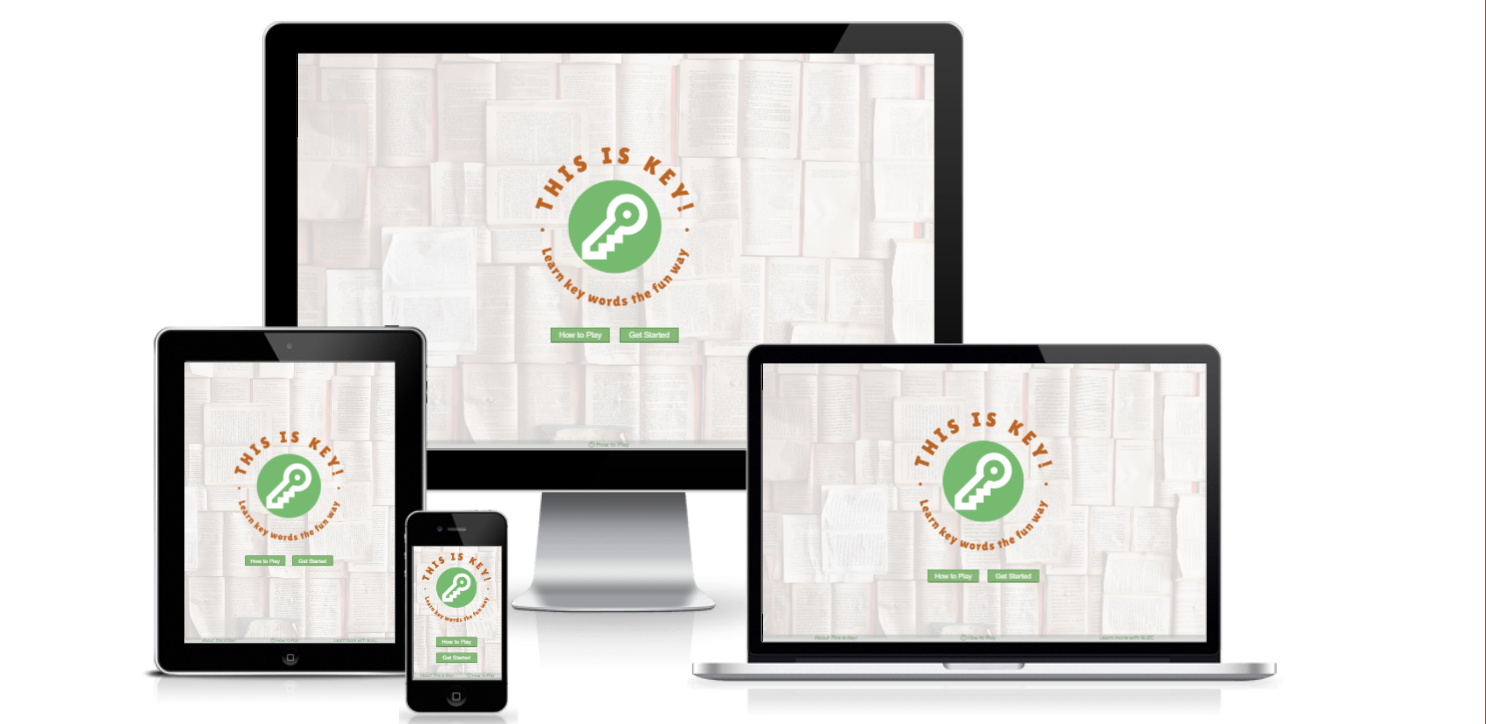 THIS IS KEY!
Learn key words the fun way
How to Play Get Started
How to Play
THIS IS KEY!
Learn key words the fun way
How to Play Get Started
About This is Key! How to Play Learn more with BLBC
THIS IS KEY!
Learn key words the fun way
How to Play
Get Started
About This is Key! How to Play
THIS IS KEY!
Learn key words the fun way
How to Play Get Started
About This is Key! How to Play Learn more with